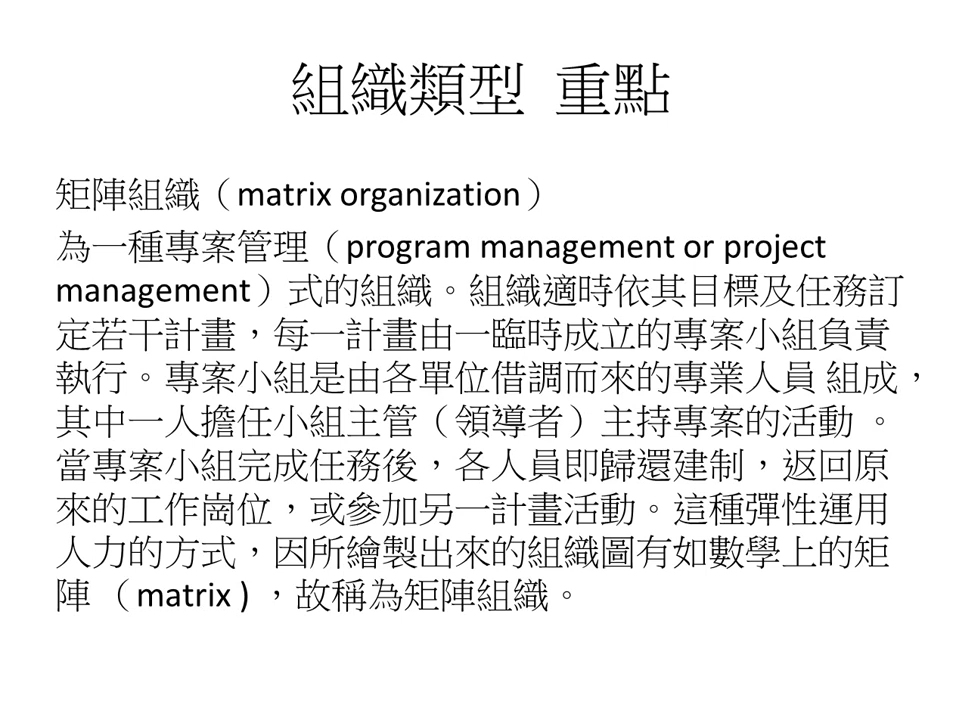 組織類型 重點
矩陣組織（matrix organization）
為一種專案管理（program management or project
management）式的組織。組織適時依其目標及任務訂
定若干計畫，每一計畫由一臨時成立的專案小組負責
執行。專案小組是由各單位借調而來的專業人員 組成，
其中一人擔任小組主管（領導者）主持專案的活動 。
當專案小組完成任務後，各人員即歸還建制，返回原
來的工作崗位，或參加另一計畫活動。這種彈性運用
人力的方式，因所繪製出來的組織圖有如數學上的矩
陣 （matrix ) ，故稱為矩陣組織。